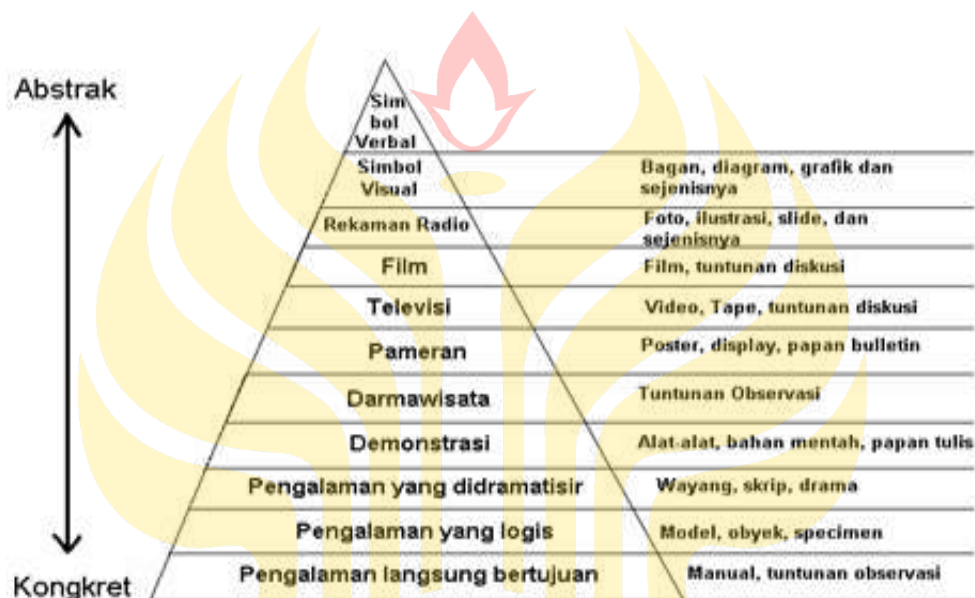 Abstrak
Sim
bol
Verbal
Simbol
Visual
Bagan, diagram, grafik dan
sejenisnya
Rekaman Radio
Foto, ilustrasi, slide, dan
sejenisnya
Film
Film, tuntunan diskusi
Televisi
Video, Tape, tuntunan diskusi
Pameran
Poster, display, papan bulletin
Darmawisata
Tuntunan Observasi
Demonstrasi
Alat-alat, bahan mentah, papan tulis
Pengalaman yang didramatisir
Wayang, skrip, drama
Pengalaman yang logis
Model, obyek, specimen
Pengalaman langsung bertujuan
Manual, tuntunan observasi
Kongkret